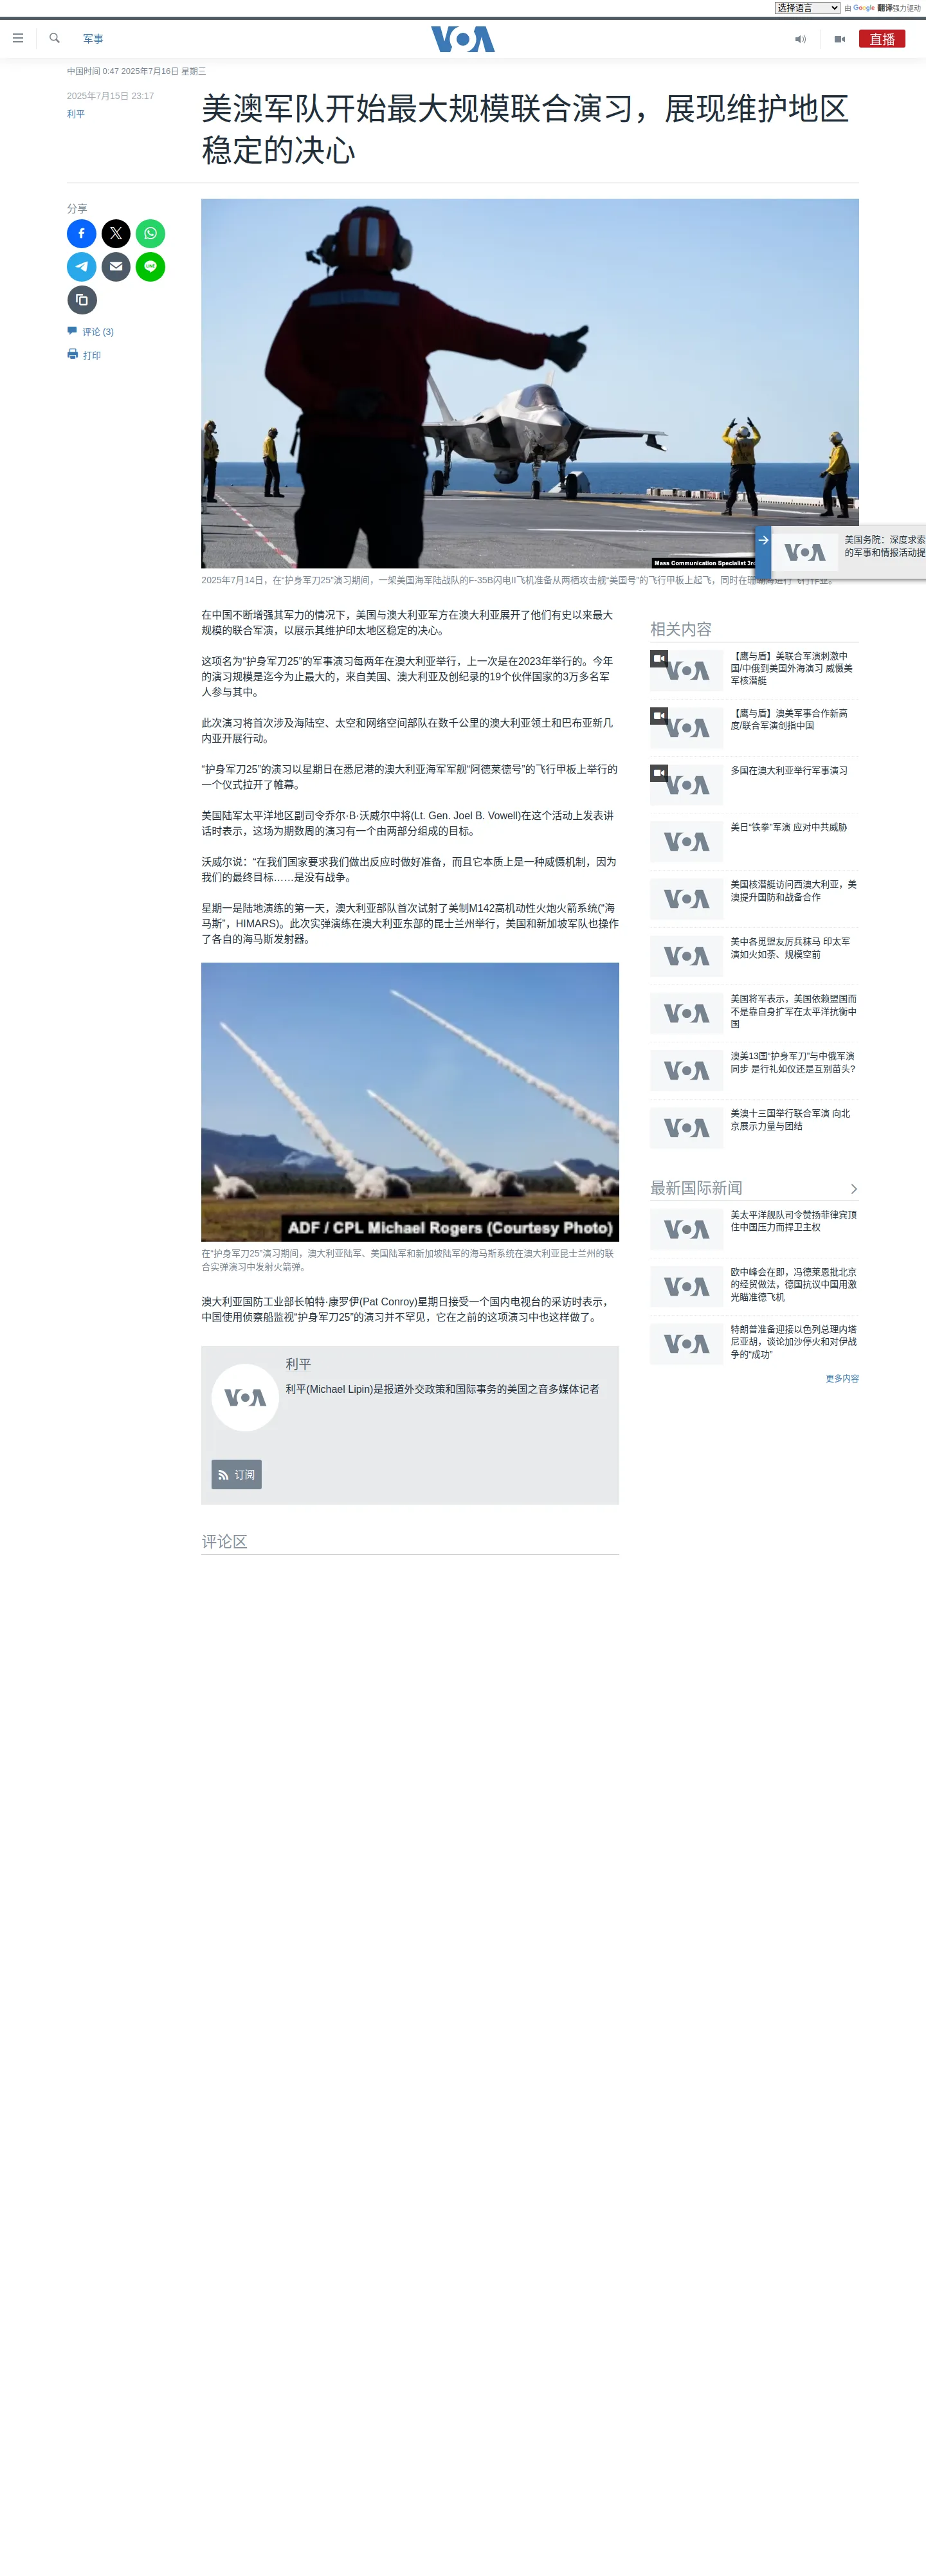 选择语言
由 Google 翻译强力驱动
军事
VOA
直播
中国时间 0:47 2025年7月16日 星期三
2025年7月15日 23:17
利平
美澳军队开始最大规模联合演习，展现维护地区
稳定的决心
分享
评论 (3)
打印
Mass Communication Specialist 3r
美国务院：深度求索
的军事和情报活动提
2025年7月14日，在“护身军刀25”演习期间，一架美国海军陆战队的F-35B闪电II飞机准备从两栖攻击舰“美国号”的飞行甲板上起飞，同时在珊瑚海进行飞行作业。
在中国不断增强其军力的情况下，美国与澳大利亚军方在澳大利亚展开了他们有史以来最大
规模的联合军演，以展示其维护印太地区稳定的决心。
这项名为“护身军刀25”的军事演习每两年在澳大利亚举行，上一次是在2023年举行的。今年
的演习规模是迄今为止最大的，来自美国、澳大利亚及创纪录的19个伙伴国家的3万多名军
人参与其中。
此次演习将首次涉及海陆空、太空和网络空间部队在数千公里的澳大利亚领土和巴布亚新几
内亚开展行动。
“护身军刀25”的演习以星期日在悉尼港的澳大利亚海军军舰“阿德莱德号”的飞行甲板上举行的
一个仪式拉开了帷幕。
美国陆军太平洋地区副司令乔尔·B·沃威尔中将(Lt. Gen. Joel B. Vowell)在这个活动上发表讲
话时表示，这场为期数周的演习有一个由两部分组成的目标。
沃威尔说：“在我们国家要求我们做出反应时做好准备，而且它本质上是一种威慑机制，因为
我们的最终目标……是没有战争。
星期一是陆地演练的第一天，澳大利亚部队首次试射了美制M142高机动性火炮火箭系统(“海
马斯”，HIMARS)。此次实弹演练在澳大利亚东部的昆士兰州举行，美国和新加坡军队也操作
了各自的海马斯发射器。
ADF / CPL Michael Rogers (Courtesy Photo)
在“护身军刀25”演习期间，澳大利亚陆军、美国陆军和新加坡陆军的海马斯系统在澳大利亚昆士兰州的联
合实弹演习中发射火箭弹。
澳大利亚国防工业部长帕特·康罗伊(Pat Conroy)星期日接受一个国内电视台的采访时表示，
中国使用侦察船监视“护身军刀25”的演习并不罕见，它在之前的这项演习中也这样做了。
利平
利平(Michael Lipin)是报道外交政策和国际事务的美国之音多媒体记者
订阅
评论区
相关内容
【鹰与盾】美联合军演刺激中
国/中俄到美国外海演习 威慑美
军核潜艇
【鹰与盾】澳美军事合作新高
度/联合军演剑指中国
多国在澳大利亚举行军事演习
美日“铁拳”军演 应对中共威胁
美国核潜艇访问西澳大利亚，美
澳提升国防和战备合作
美中各觅盟友厉兵秣马 印太军
演如火如荼、规模空前
美国将军表示，美国依赖盟国而
不是靠自身扩军在太平洋抗衡中
国
澳美13国“护身军刀”与中俄军演
同步 是行礼如仪还是互别苗头?
美澳十三国举行联合军演 向北
京展示力量与团结
最新国际新闻
美太平洋舰队司令赞扬菲律宾顶
住中国压力而捍卫主权
欧中峰会在即，冯德莱恩批北京
的经贸做法，德国抗议中国用激
光瞄准德飞机
特朗普准备迎接以色列总理内塔
尼亚胡，谈论加沙停火和对伊战
争的“成功”
更多内容